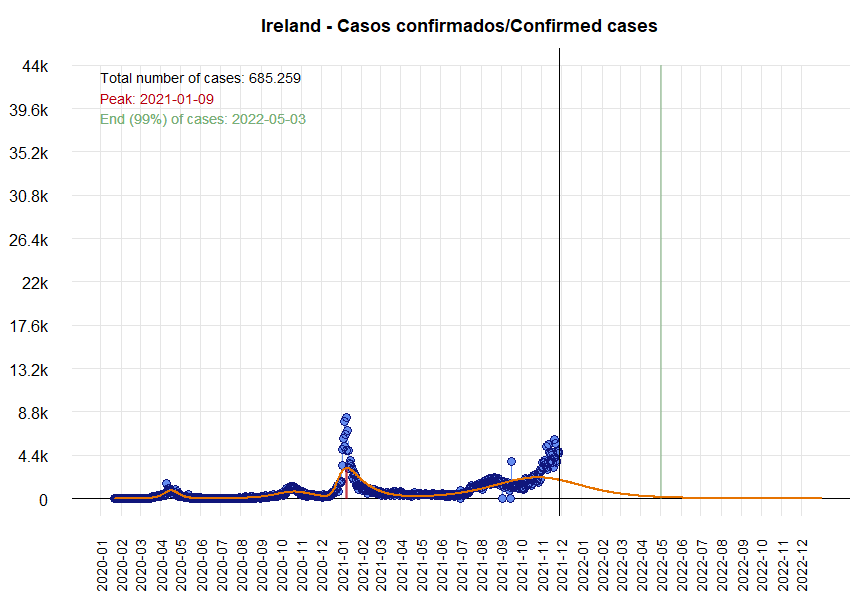 Ireland - Casos confirmados/Confirmed cases
44k
39.6k
35.2k
30.8k
26.4k
22k
17.6k
13.2k
8.8k
4.4k
0
Total number of cases: 685.259
Peak: 2021-01-09
End (99%) of cases: 2022-05-03
2020-01
2020-02
2020-03
2020-04
2020-05
2020-06
2020-07
2020-08
2020-09
2020-10
2020-11
2020-12
2021-01
2021-02
2021-03
2021-04
2021-05
2021-06
2021-07
2021-08
2021-09
2021-10
2021-11
2021-12
2022-01
2022-02
2022-03
2022-04
2022-05
2022-06
2022-07
2022-08
2022-09
2022-10
2022-11
2022-12